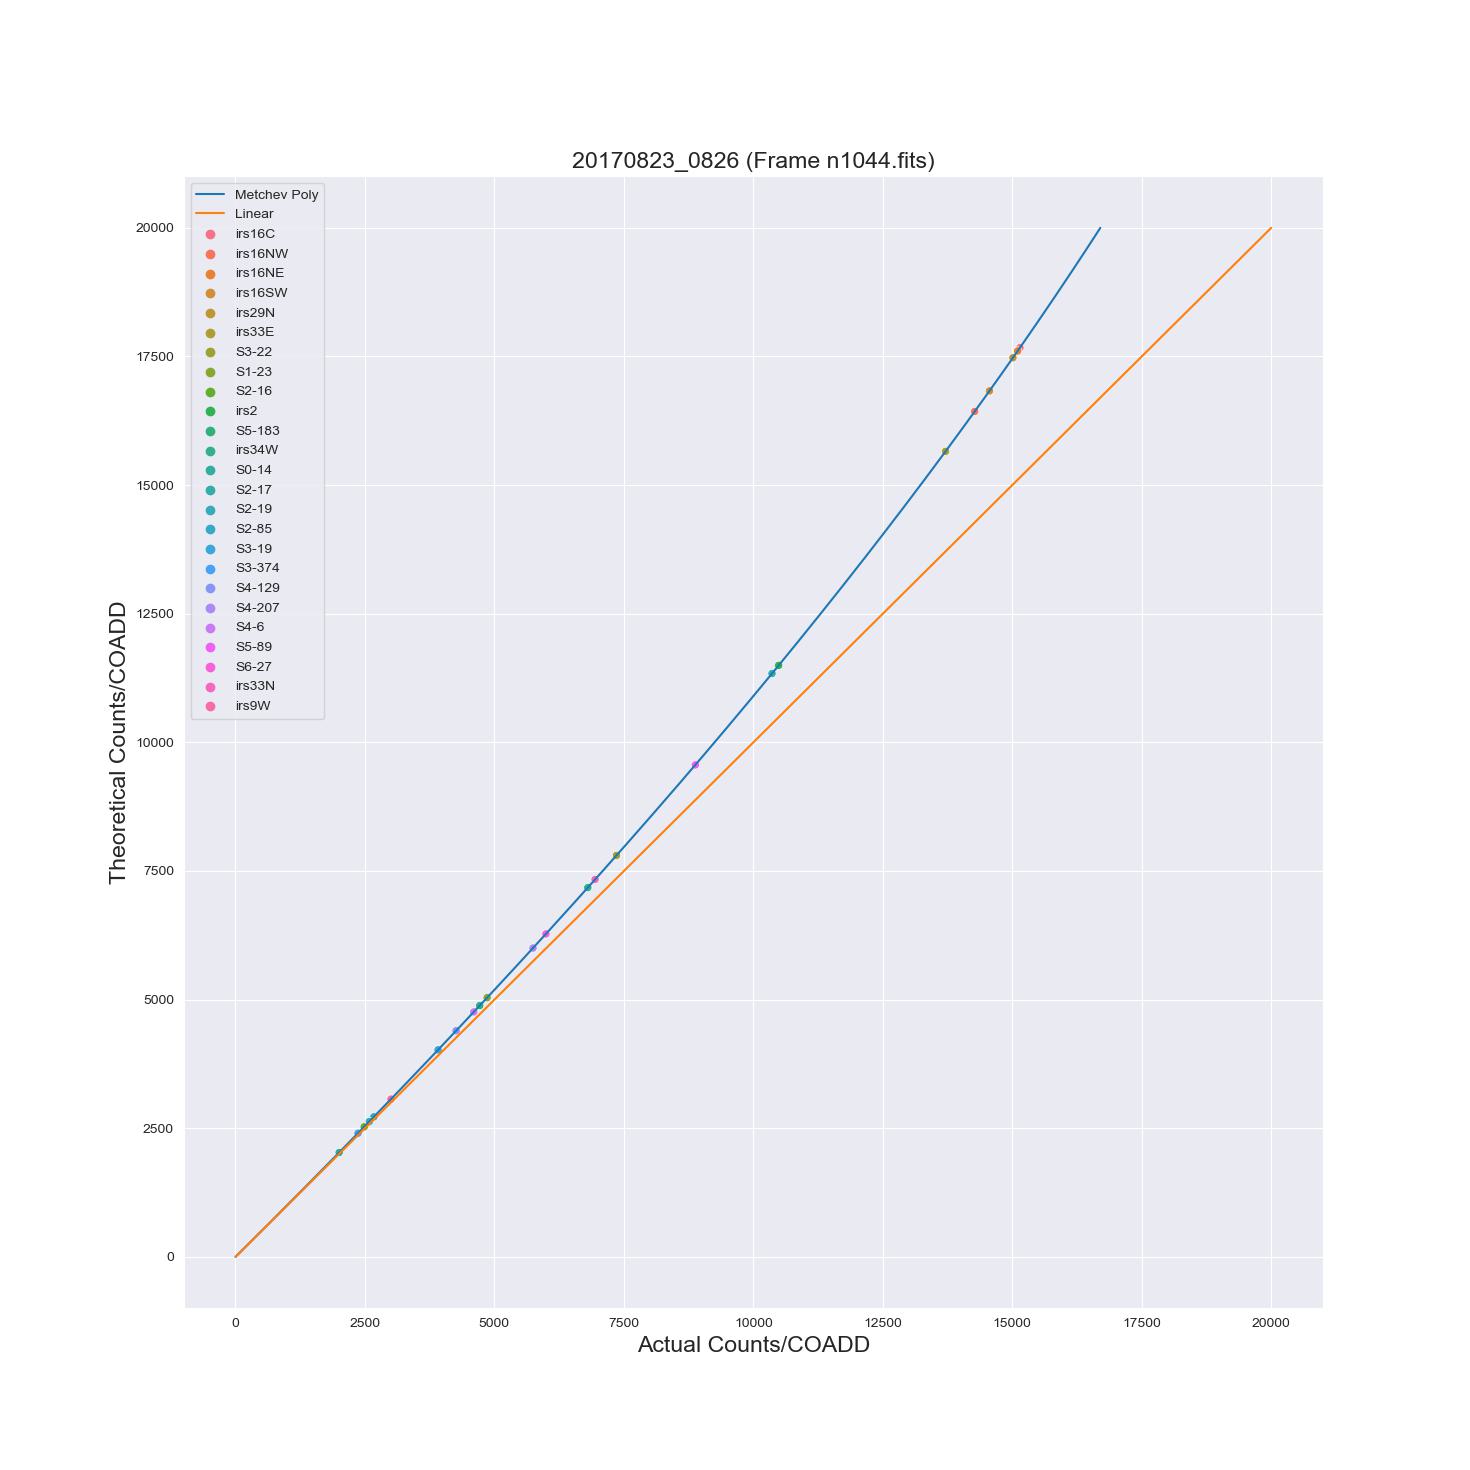 20170823_0826 (Frame n1044.fits)
Metchev Poly
Linear
irs16C
irs16NW
irs16NE
irs16SW
irs29N
irs33E
S3-22
S1-23
S2-16
irs2
S5-183
irs34W
S0-14
S2-17
S2-19
S2-85
S3-19
S3-374
S4-129
S4-207
S4-6
S5-89
S6-27
irs33N
irs9W
20000
17500
15000
12500
10000
7500
5000
2500
0
Theoretical Counts/COADD
0 2500 5000 7500 10000 12500 15000 17500 20000
Actual Counts/COADD